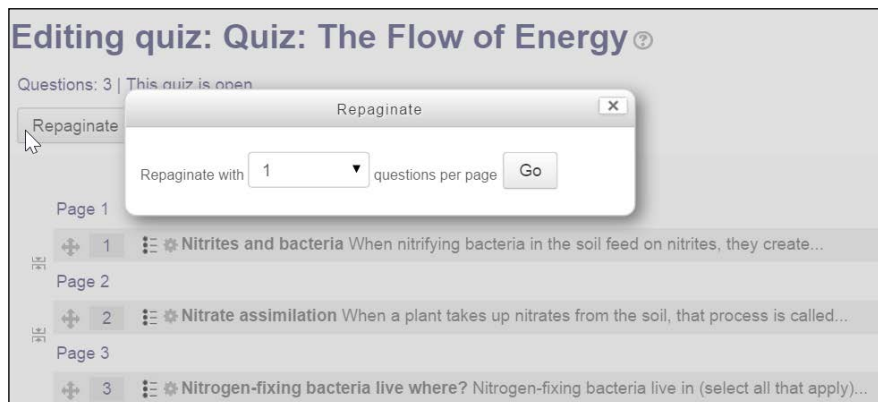 Editing quiz: Quiz: The Flow of Energy
Questions: 3 | This quiz is open
Repaginate
Repaginate
Repaginate with 1 questions per page Go
Page 1
1 Nitrites and bacteria When nitrifying bacteria in the soil feed on nitrites, they create...
Page 2
2 Nitrate assimilation When a plant takes up nitrates from the soil, that process is called...
Page 3
3 Nitrogen-fixing bacteria live where? Nitrogen-fixing bacteria live in (select all that apply)...